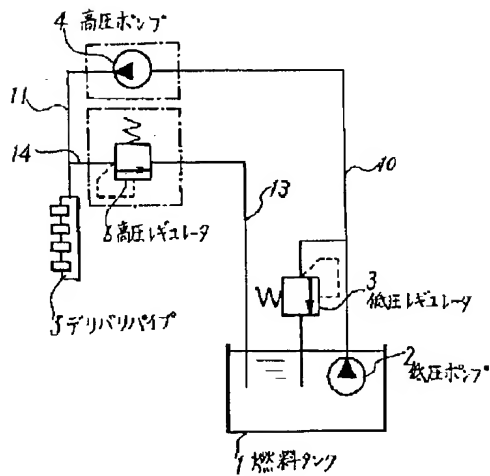 4 高圧ポンプ
11
14
10
13
6 高圧レギュレータ
3
低圧レギュレータ
5 デリバリパイプ
2
低圧ポンプ
1 燃料タンク